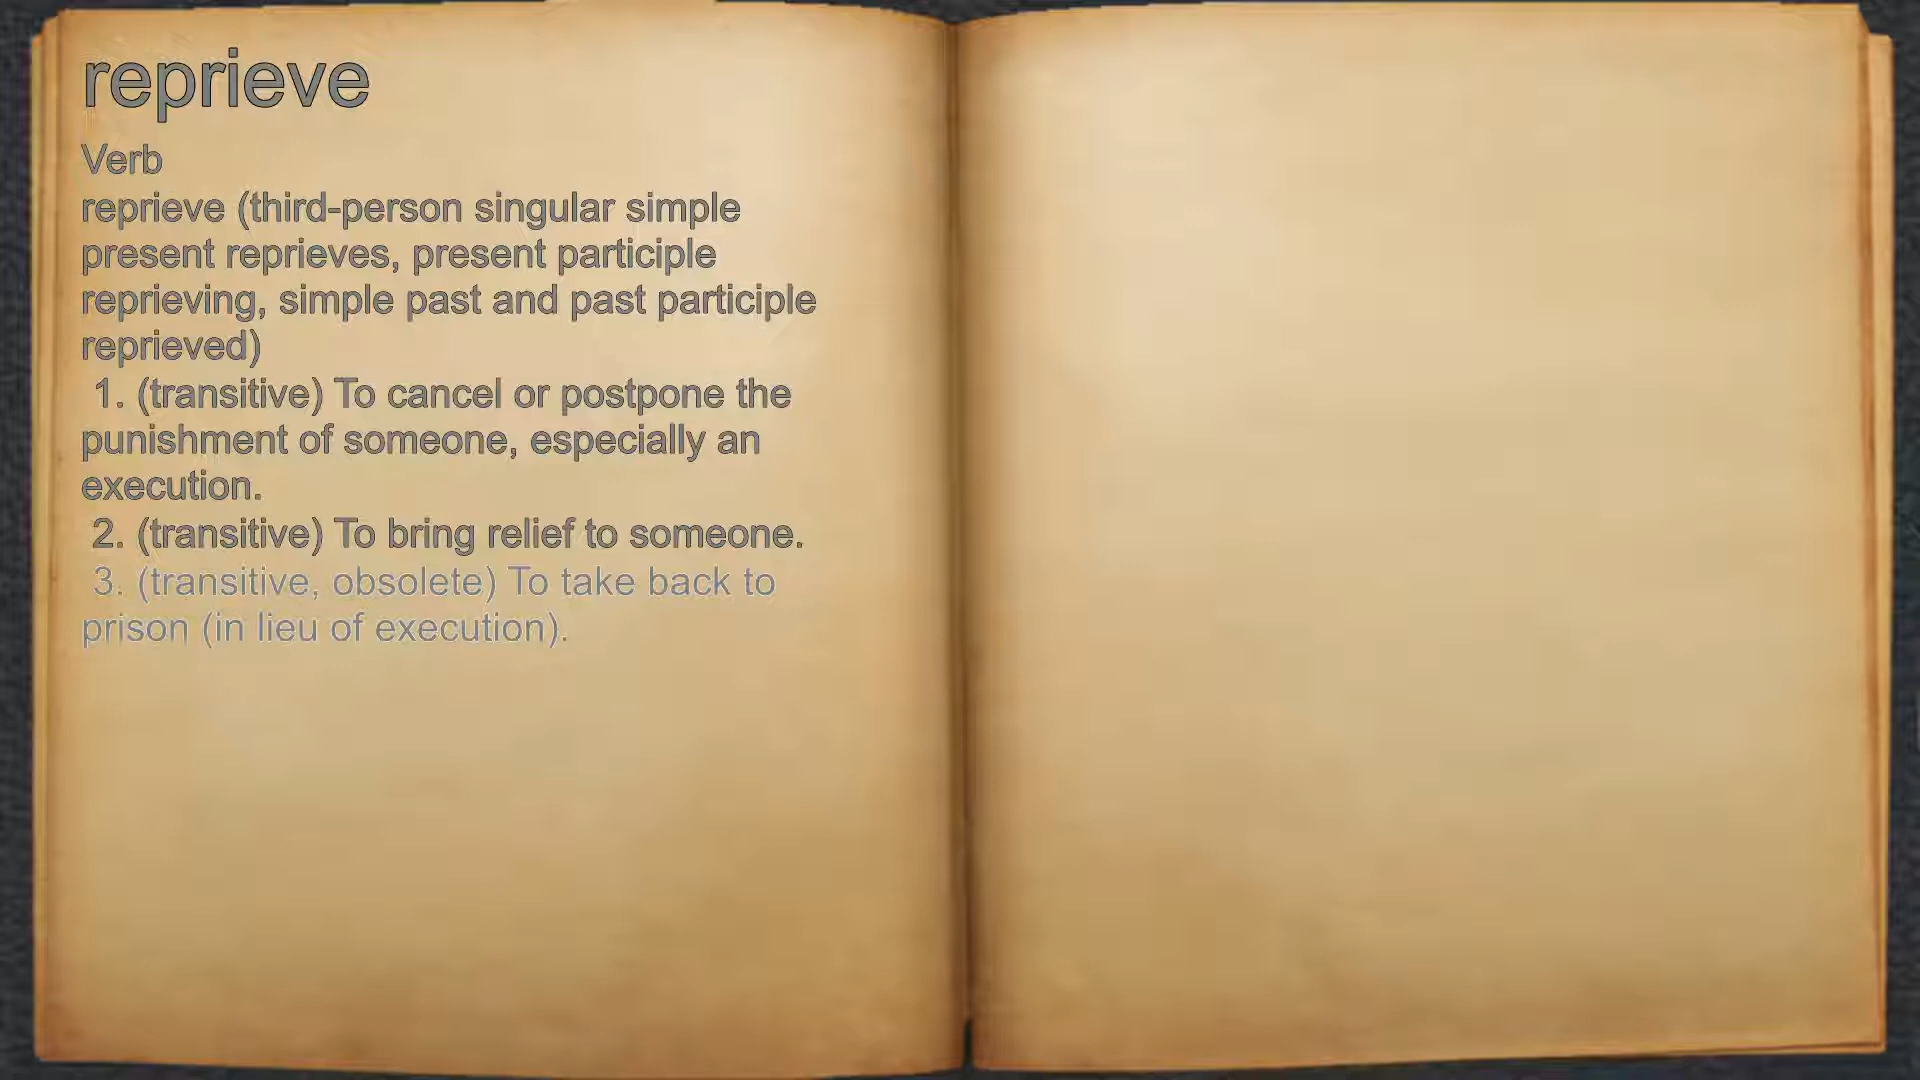 reprieve
Verb
reprieve (third-person singular simple
present reprieves, present participle
reprieving, simple past and past participle
reprieved)
1. (transitive) To cancel or postpone the
punishment of someone, especially an
execution.
2. (transitive) To bring relief to someone.
3. (transitive, obsolete) To take back to
prison (in lieu of execution).